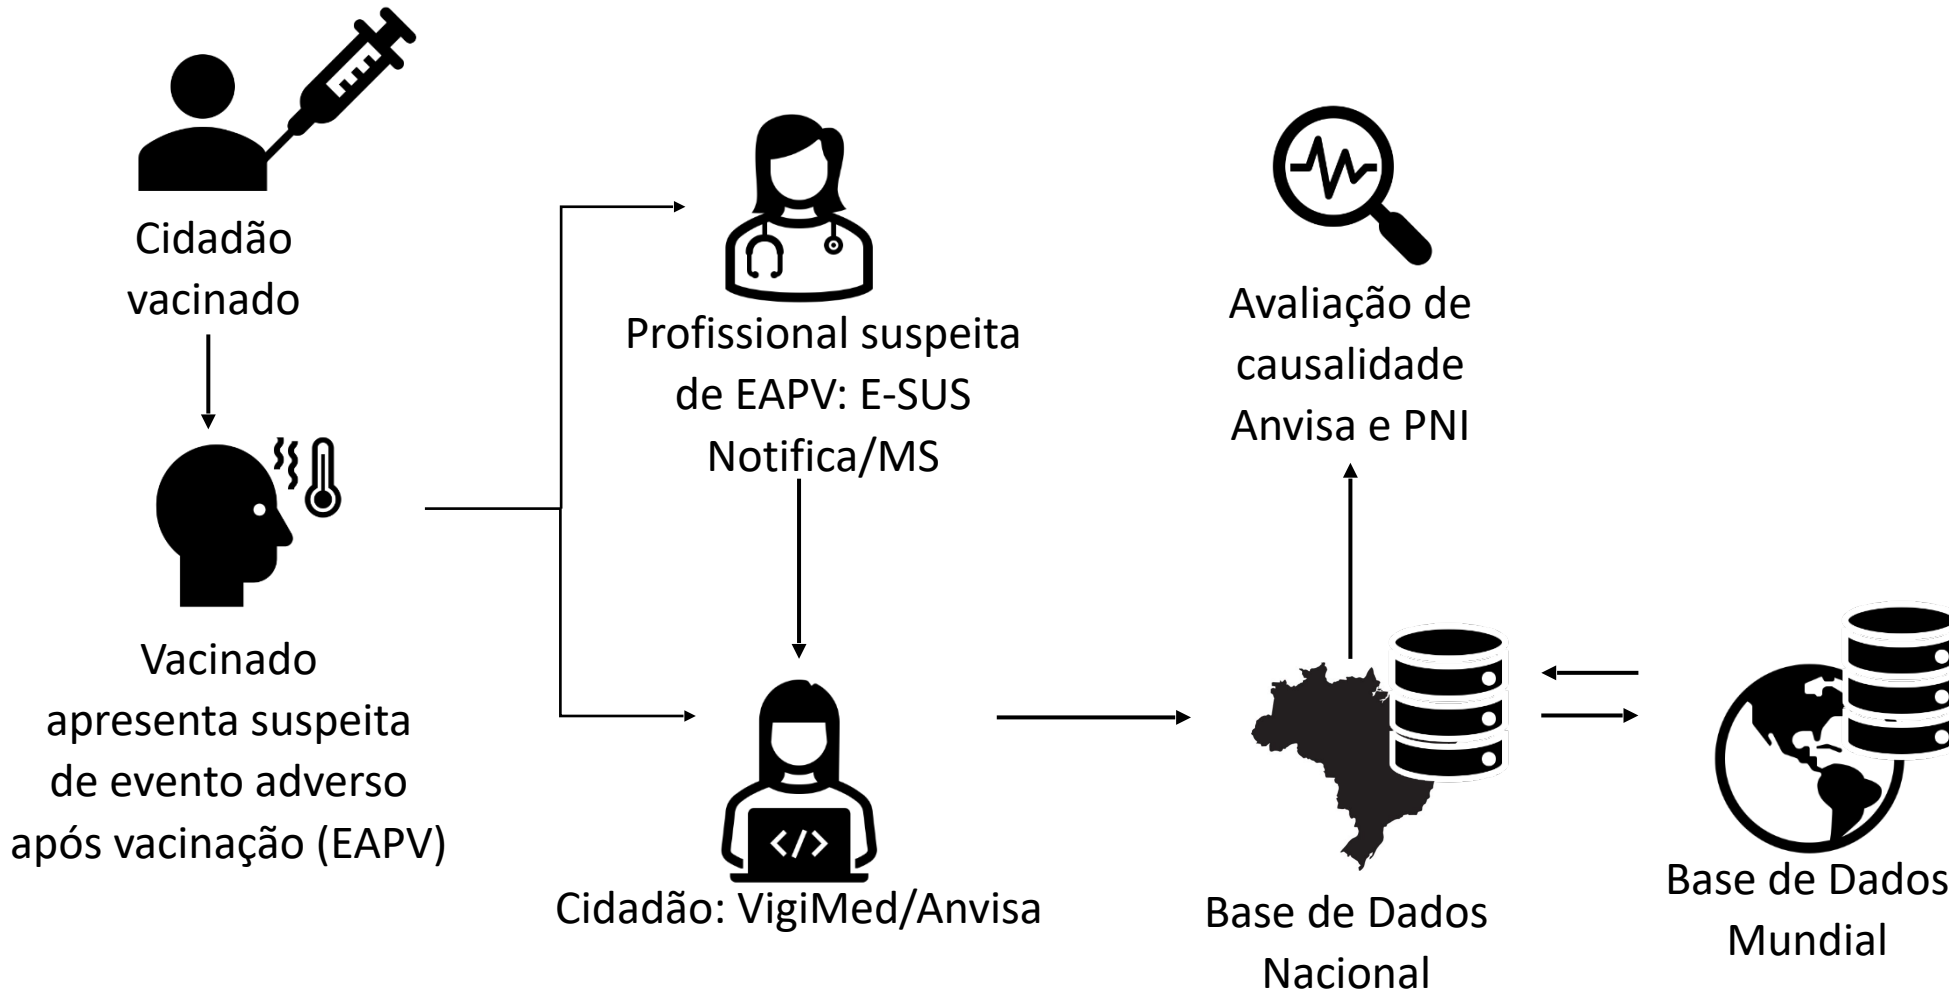 Cidadão
vacinado
Vacinado
apresenta suspeita
de evento adverso
após vacinação (EAPV)
Profissional suspeita
de EAPV: E-SUS
Notifica/MS
</>
Cidadão: VigiMed/Anvisa
Avaliação de
causalidade
Anvisa e PNI
Base de Dados
Nacional
Base de Dados
Mundial